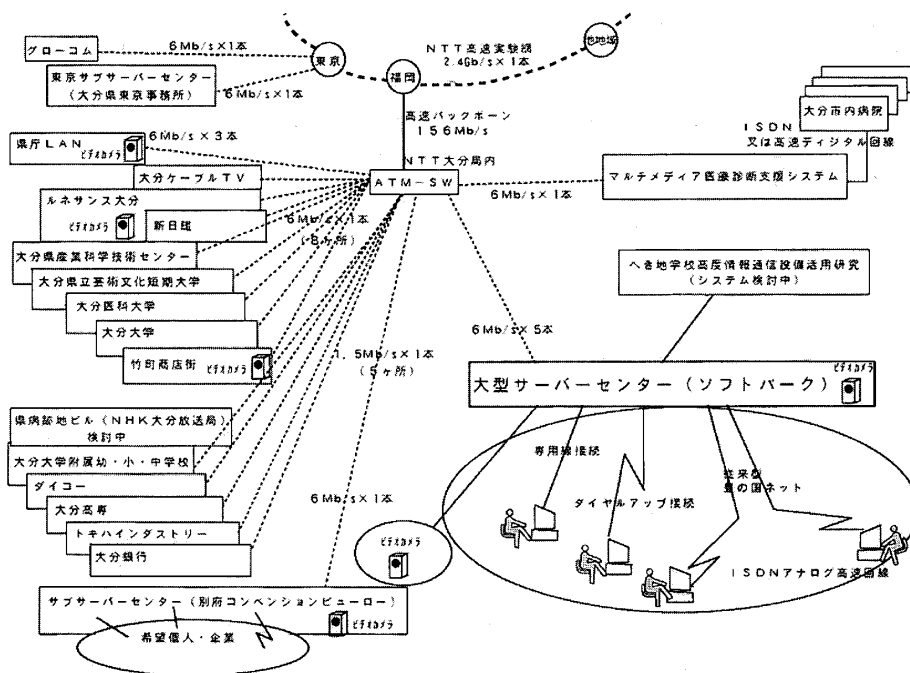 グローコム
6Mb/s×1本
東京
NTT高速実験網
2.4Gb/s×1本
他地域
東京サブサーバーセンター
(大分県東京事務所)
6Mb/s×1本
福岡
高速バックボーン
156Mb/s
大分市内病院
ISDN
又は高速ディジタル回線
県庁LAN
ビデオカメラ
6Mb/s×3本
NTT大分局内
ATM-SW
6Mb/s×1本
マルチメディア医療診断支援システム
大分ケーブルTV
ルネサンス大分
ビデオカメラ
新日鐵
6Mb/s×1本
(8ヶ所)
大分県産業科学技術センター
大分県立芸術文化短期大学
大分医科大学
大分大学
竹町商店街
ビデオカメラ
へき地学校高度情報通信設備活用研究
(システム検討中)
6Mb/s×5本
1.5Mb/s×1本
(5ヶ所)
大型サーバーセンター(ソフトパーク)
ビデオカメラ
県病跡地ビル(NHK大分放送局)
検討中
大分大学附属幼・小・中学校
ダイコー
大分高専
トキハインダストリー
大分銀行
6Mb/s×1本
専用線接続
ダイヤルアップ接続
従来型
豊の国ネット
ISDNアナログ高速回線
ビデオカメラ
サブサーバーセンター(別府コンベンションビューロー)
ビデオカメラ
希望個人・企業